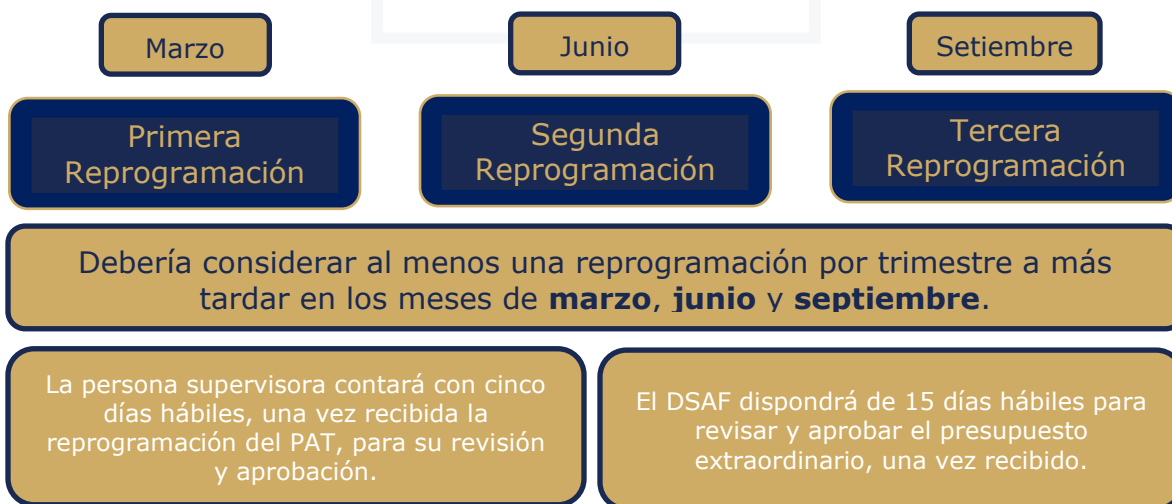 Marzo
Junio
Setiembre
Primera
Reprogramación
Segunda
Reprogramación
Tercera
Reprogramación
Debería considerar al menos una reprogramación por trimestre a más
tardar en los meses de marzo, junio y septiembre.
La persona supervisora contará con cinco
días hábiles, una vez recibida la
reprogramación del PAT, para su revisión
y aprobación.
El DSAF dispondrá de 15 días hábiles para
revisar y aprobar el presupuesto
extraordinario, una vez recibido.